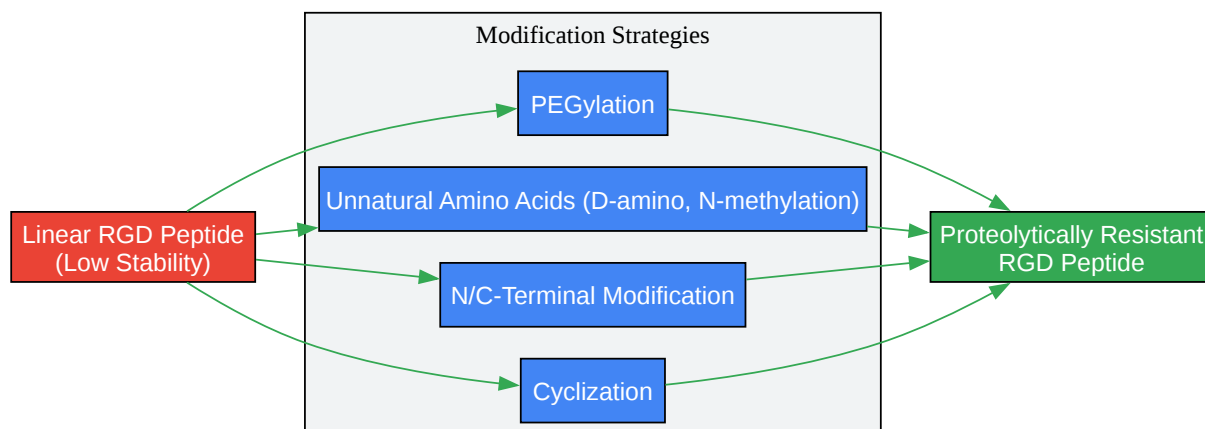 Modification Strategies
PEGylation
Unnatural Amino Acids (D-amino, N-methylation)
Linear RGD Peptide
(Low Stability)
Proteolytically Resistant
RGD Peptide
N/C-Terminal Modification
Cyclization